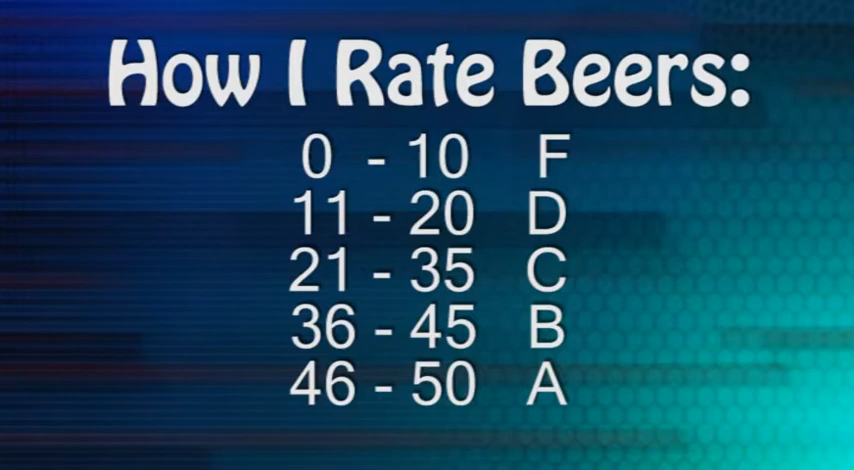 How I Rate Beers:
0 - 10 F
11 - 20 D
21 - 35 C
36 - 45 B
46 - 50 A